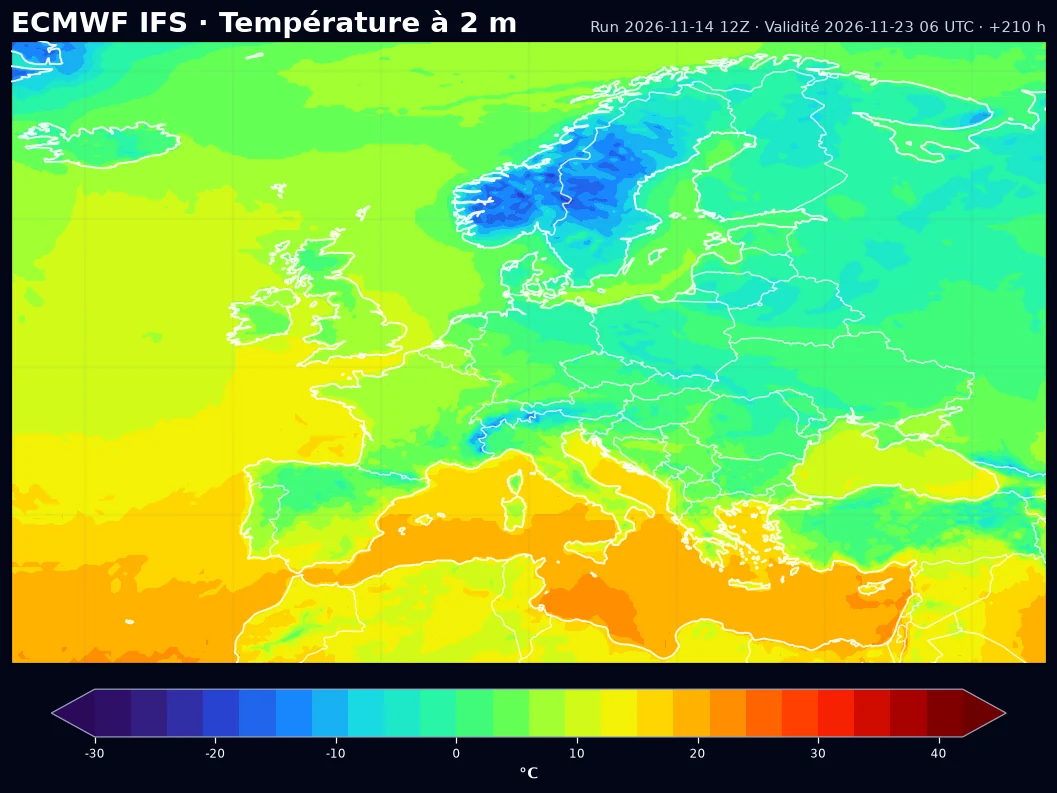 ECMWF IFS · Température à 2 m
Run 2026-11-14 12Z · Validité 2026-11-23 06 UTC · +210 h
-30 -20 -10 0 10 20 30 40
°C